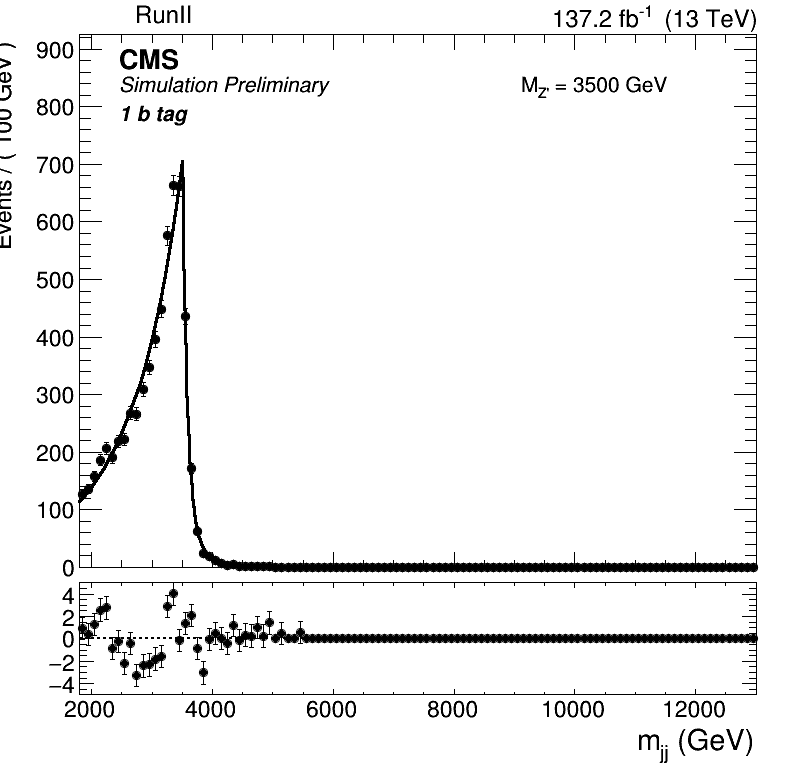 RunII
137.2 fb⁻¹ (13 TeV)
CMS
Simulation Preliminary
1 b tag
M_Z' = 3500 GeV
Events / ( 100 GeV )
900
800
700
600
500
400
300
200
100
0
4
2
0
−2
−4
2000 4000 6000 8000 10000 12000
m_jj (GeV)